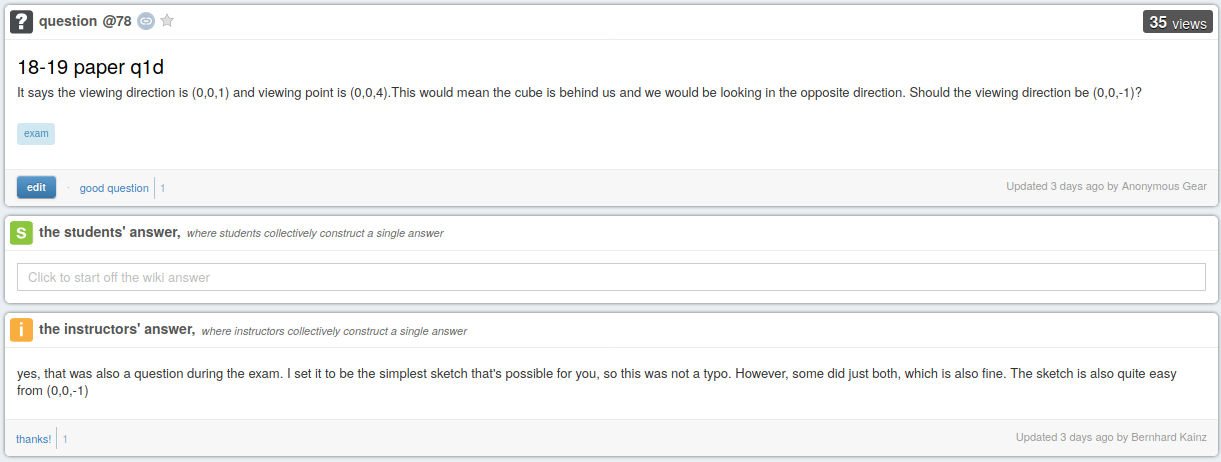 ? question @78 35 views
18-19 paper q1d
It says the viewing direction is (0,0,1) and viewing point is (0,0,4).This would mean the cube is behind us and we would be looking in the opposite direction. Should the viewing direction be (0,0,-1)?
exam
edit · good question 1 Updated 3 days ago by Anonymous Gear
S the students' answer, where students collectively construct a single answer
Click to start off the wiki answer
i the instructors' answer, where instructors collectively construct a single answer
yes, that was also a question during the exam. I set it to be the simplest sketch that's possible for you, so this was not a typo. However, some did just both, which is also fine. The sketch is also quite easy
from (0,0,-1)
thanks! 1 Updated 3 days ago by Bernhard Kainz